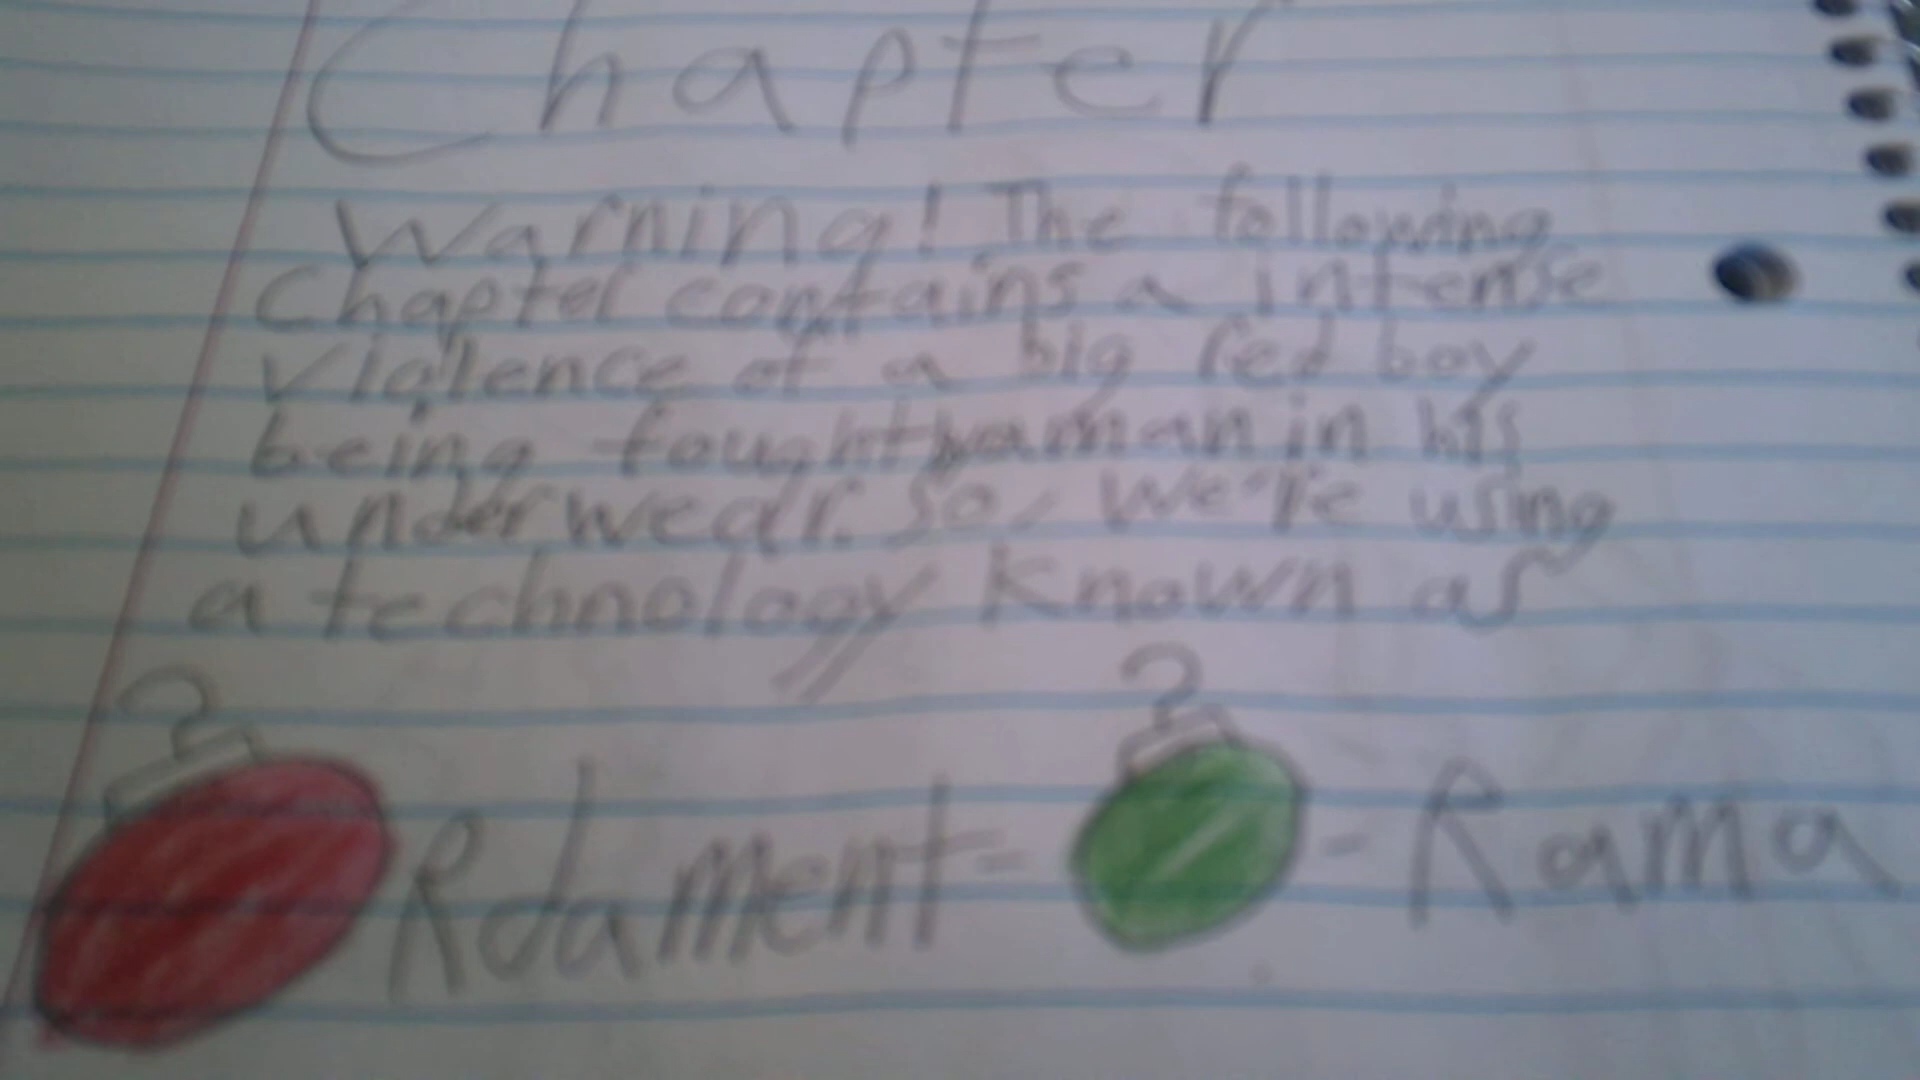 Chapter
Warning! The following
Chapter contains a intense
violence of a big red boy
being fought by a man in his
underwear. So, we're using
a technology known as
Rdament- -Rama